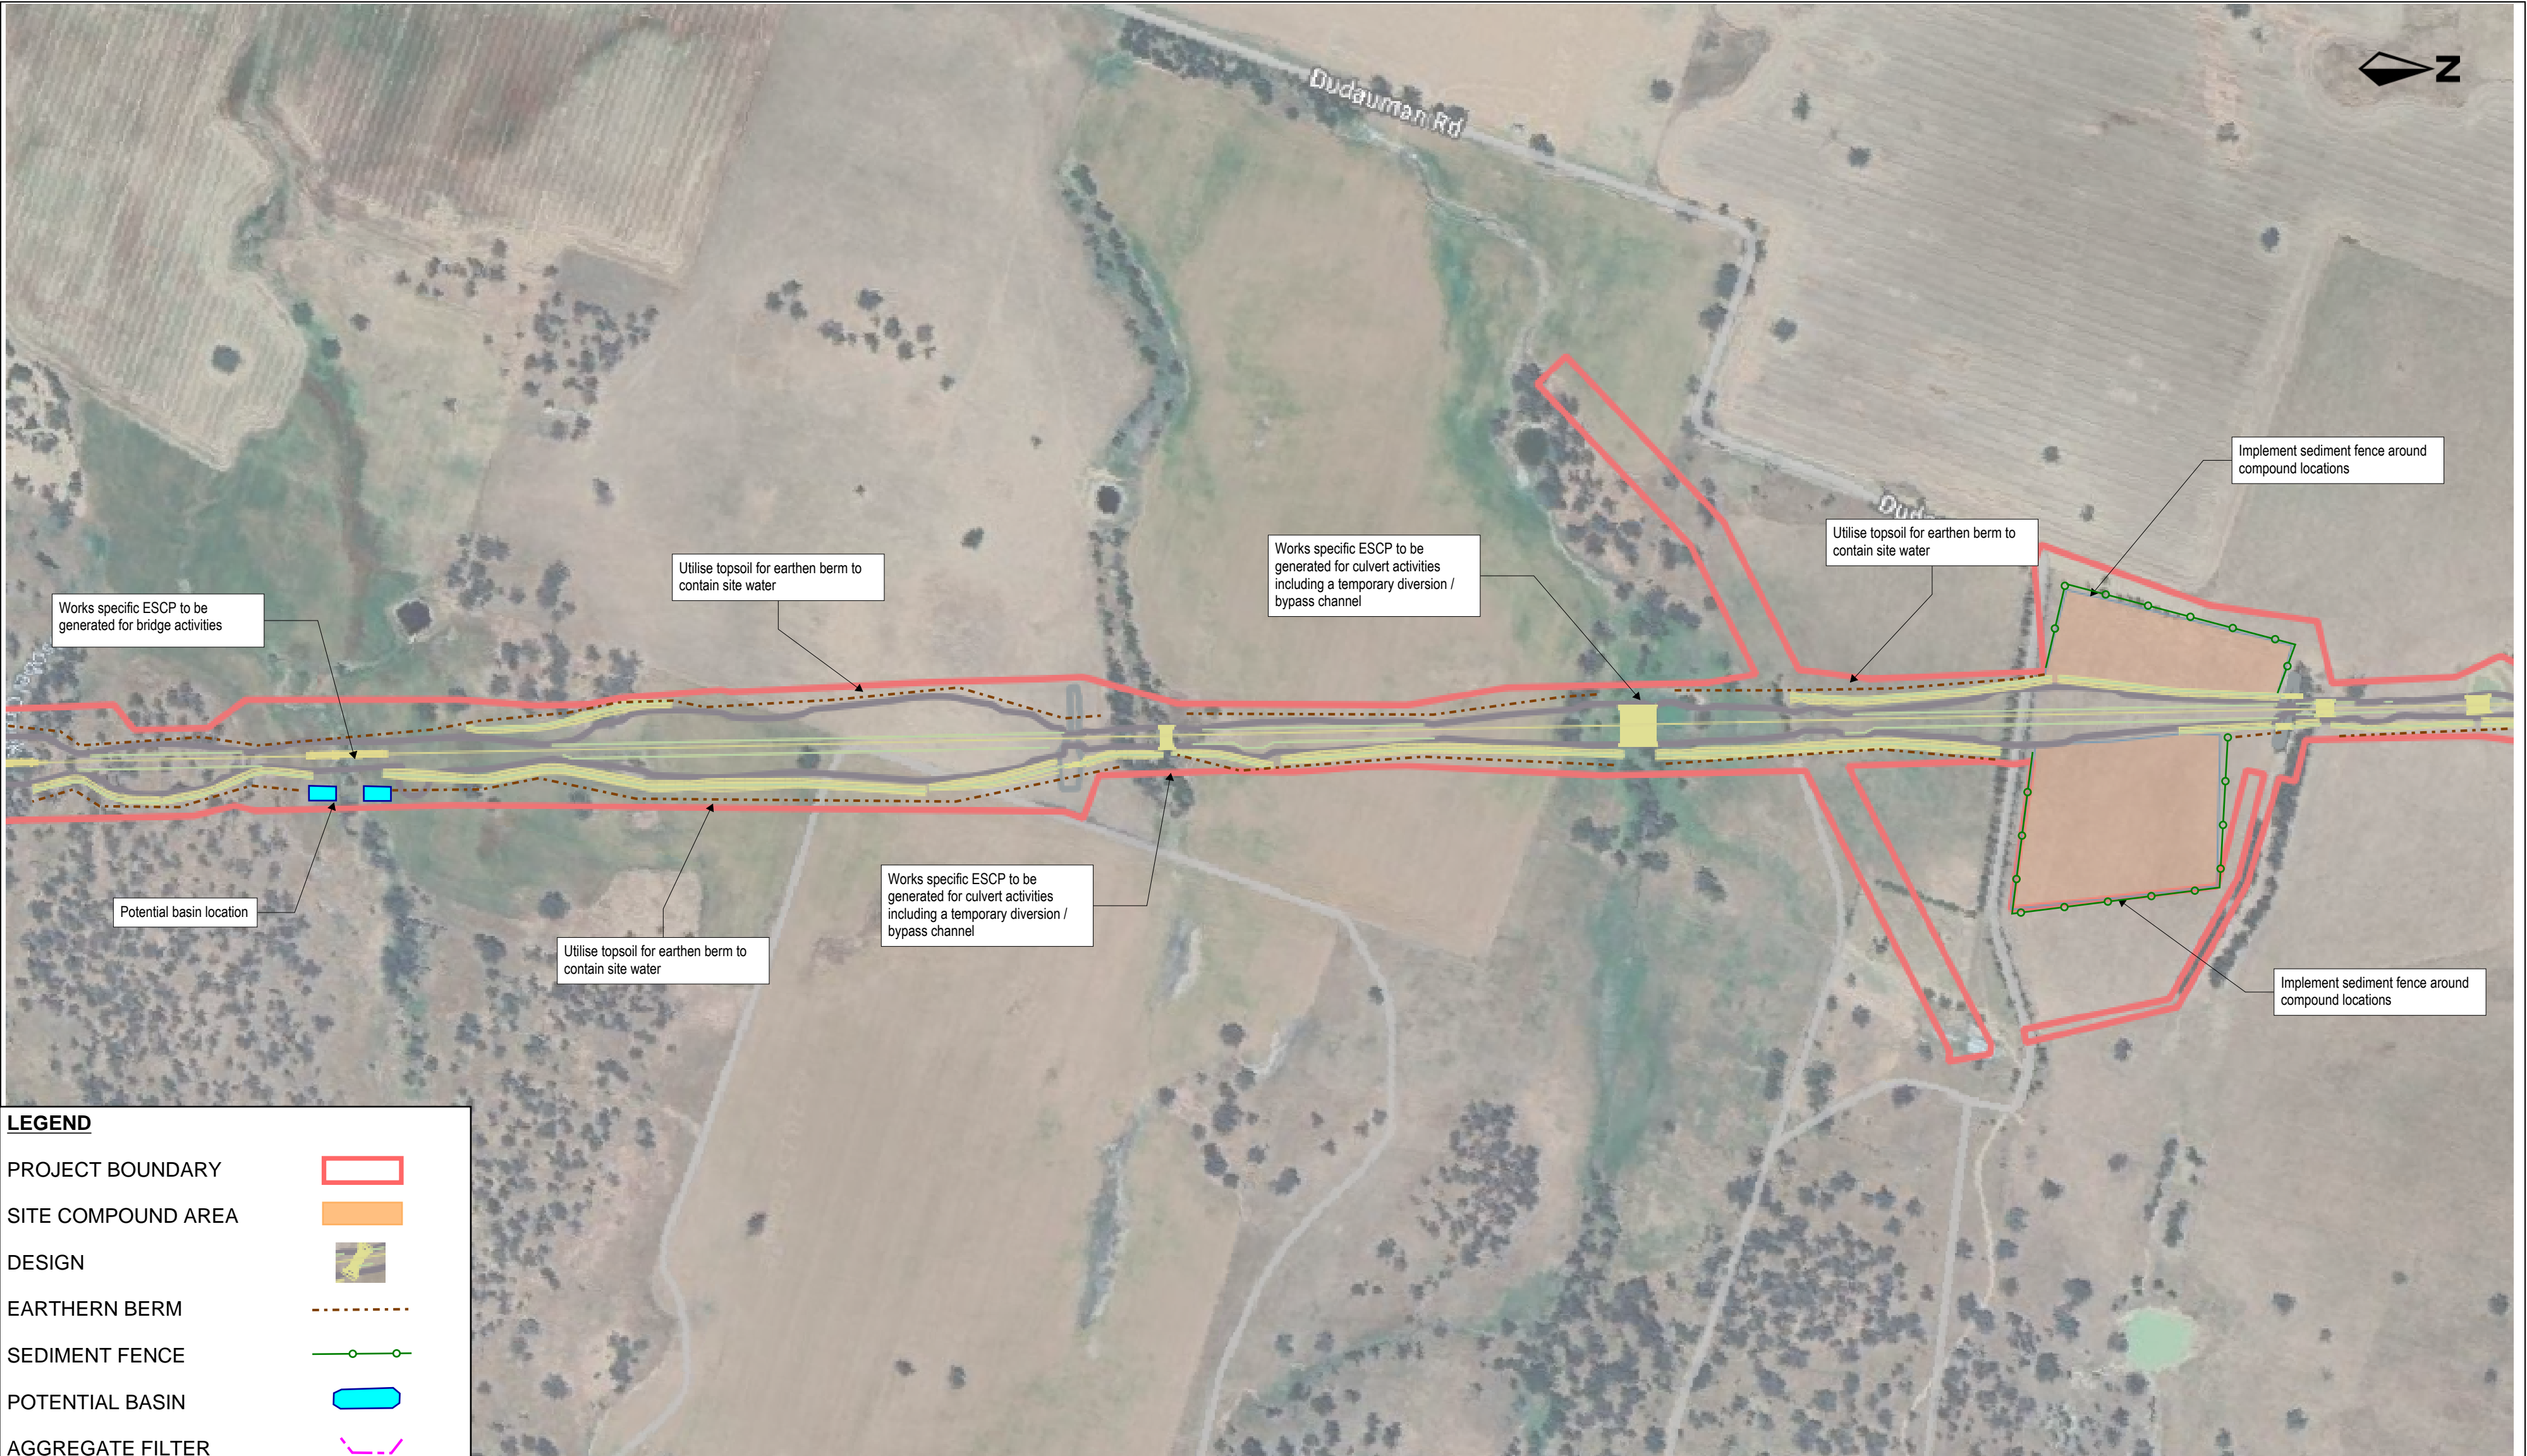 Dudauman Rd
N
Implement sediment fence around
compound locations
Utilise topsoil for earthen berm to
contain site water
Works specific ESCP to be
generated for culvert activities
including a temporary diversion /
bypass channel
Utilise topsoil for earthen berm to
contain site water
Works specific ESCP to be
generated for bridge activities
Potential basin location
Utilise topsoil for earthen berm to
contain site water
Works specific ESCP to be
generated for culvert activities
including a temporary diversion /
bypass channel
Implement sediment fence around
compound locations
LEGEND
PROJECT BOUNDARY
SITE COMPOUND AREA
DESIGN
EARTHERN BERM
SEDIMENT FENCE
POTENTIAL BASIN
AGGREGATE FILTER